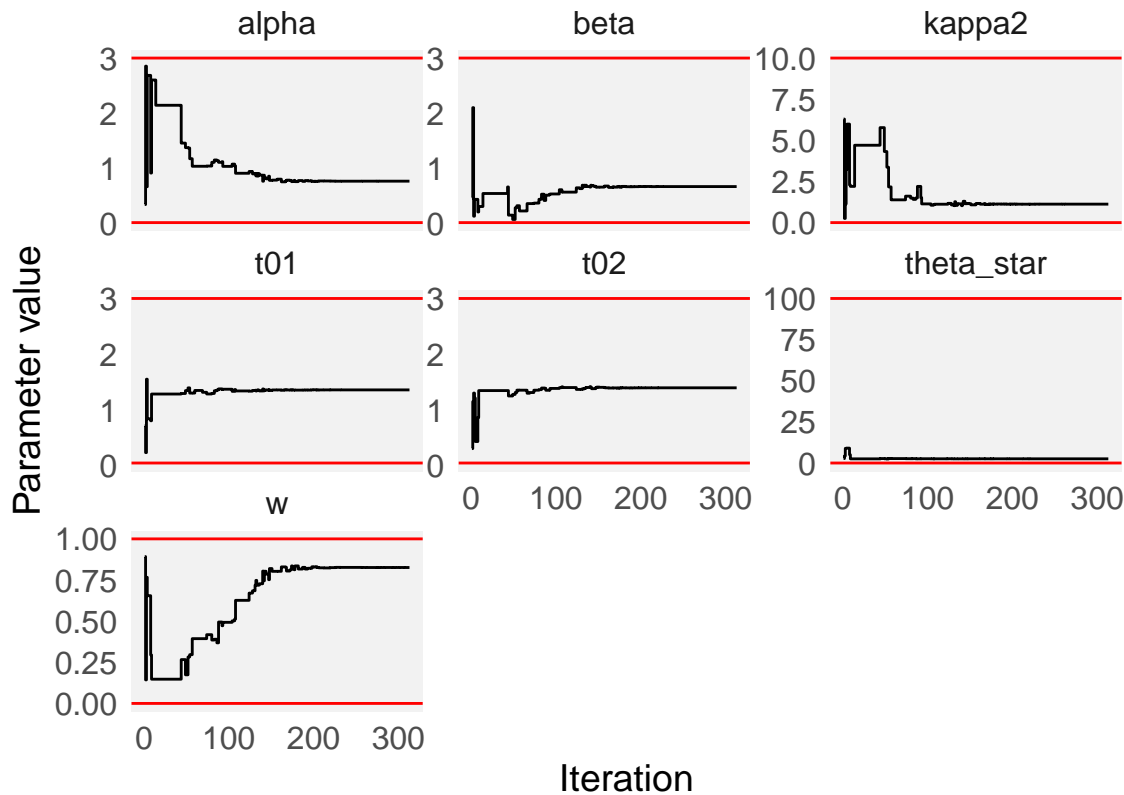 alpha beta kappa2
3 3 10.0
2 2 7.5
5.0
1 1 2.5
0 0 0.0
t01 t02 theta_star
3 3 100
2 2 75
50
1 1 25
0 0 0
0 100 200 300 0 100 200 300
w
1.00
0.75
0.50
0.25
0.00
0 100 200 300
Iteration
Parameter value